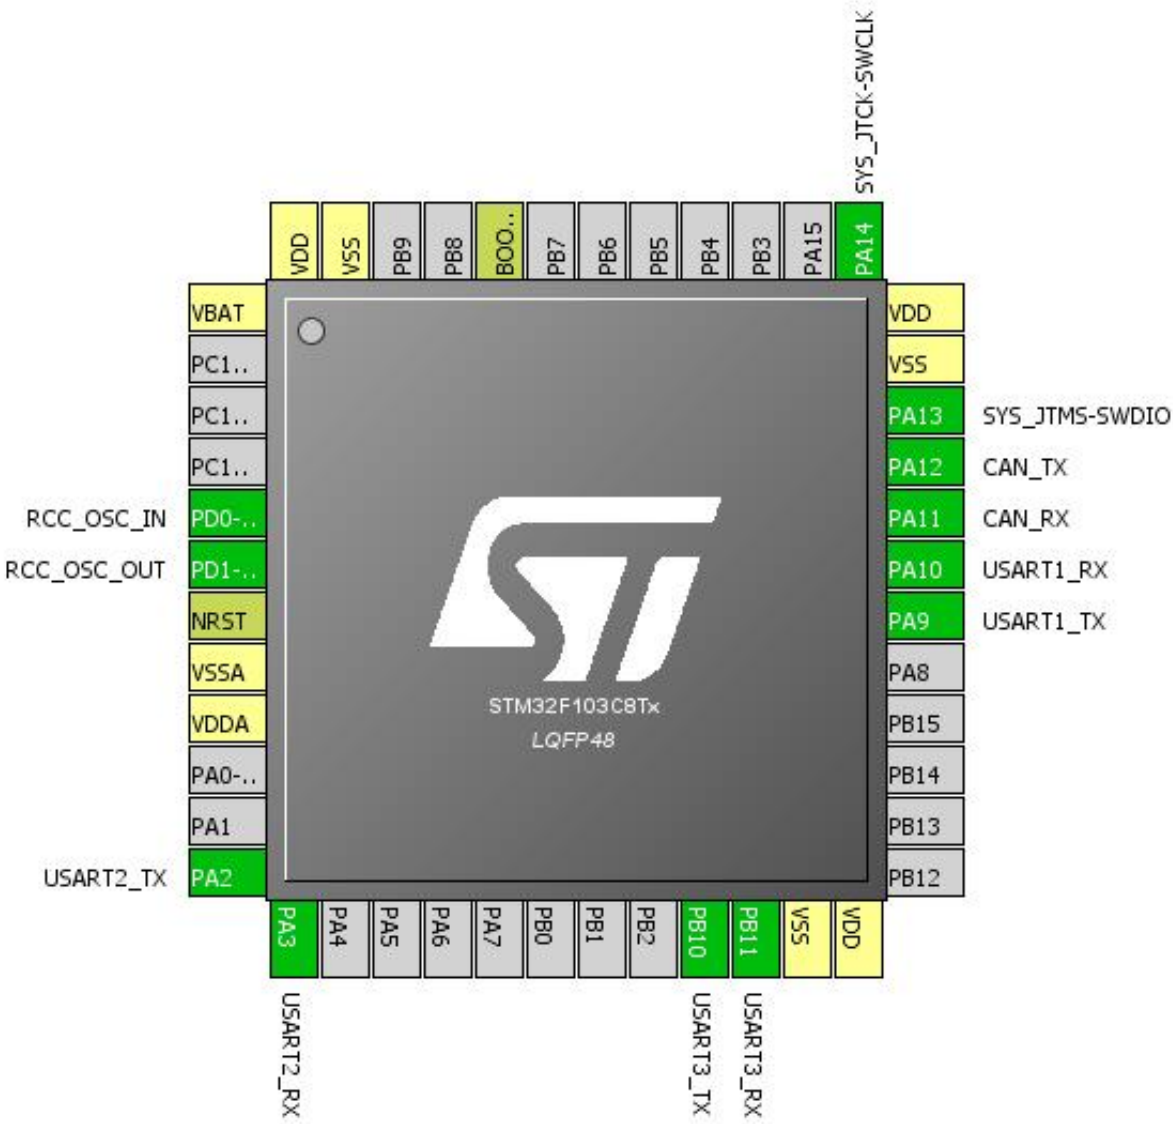 SYS_JTCK-SWCLK
VDD
VSS
PB9
PB8
BOO..
PB7
PB6
PB5
PB4
PB3
PA15
PA14
VBAT
PC1..
PC1..
PC1..
RCC_OSC_IN PD0-..
RCC_OSC_OUT PD1-..
NRST
VSSA
VDDA
PA0-..
PA1
USART2_TX PA2
STM32F103C8Tx
LQFP48
VDD
VSS
PA13 SYS_JTMS-SWDIO
PA12 CAN_TX
PA11 CAN_RX
PA10 USART1_RX
PA9 USART1_TX
PA8
PB15
PB14
PB13
PB12
PA3
PA4
PA5
PA6
PA7
PB0
PB1
PB2
PB10
PB11
VSS
VDD
USART2_RX
USART3_TX
USART3_RX